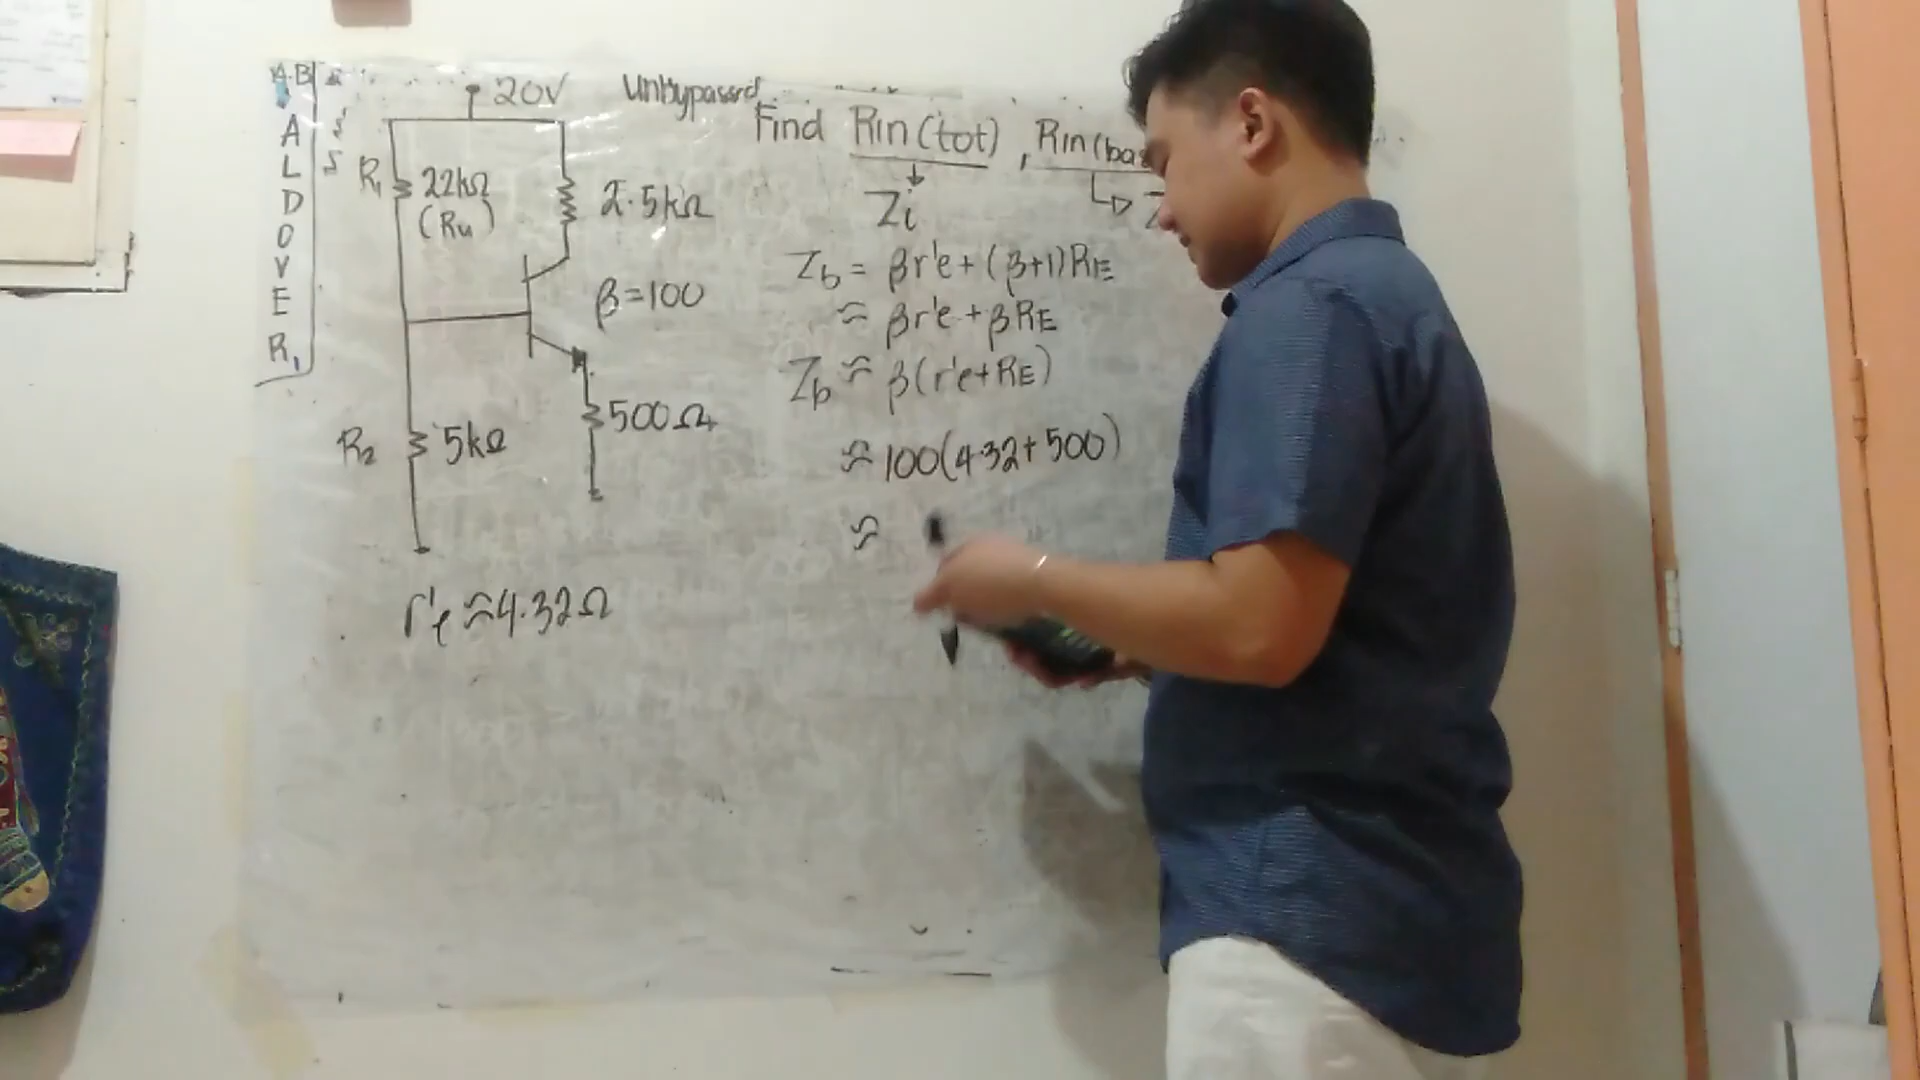 A.B
ALDOVER,
20V
Unbypassed
Find Rin(tot), Rin(bas
Zi
R1 22kΩ
(Ru)
2.5kΩ
β=100
Zb = βr'e+(β+1)RE
≈ βr'e+βRE
Zb ≈ β(r'e+RE)
R2 5kΩ
500Ω
≈ 100(4.32+500)
≈
r'e ≈4.32Ω